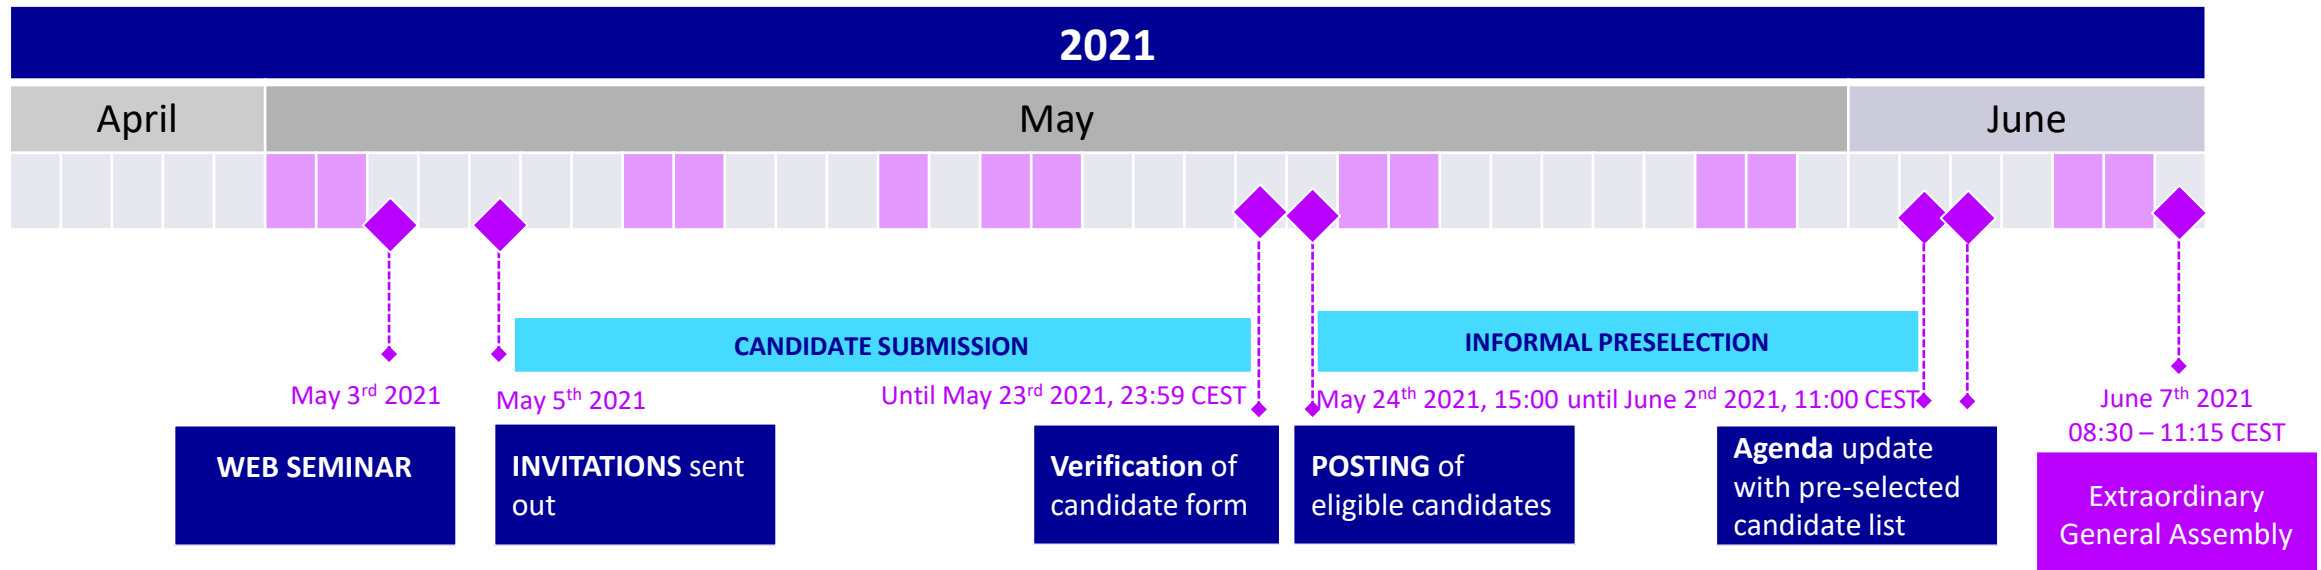 2021
April
May
June
CANDIDATE SUBMISSION
INFORMAL PRESELECTION
May 3rd 2021
May 5th 2021
Until May 23rd 2021, 23:59 CEST
May 24th 2021, 15:00 until June 2nd 2021, 11:00 CEST
June 7th 2021
08:30 – 11:15 CEST
WEB SEMINAR
INVITATIONS sent
out
Verification of
candidate form
POSTING of
eligible candidates
Agenda update
with pre-selected
candidate list
Extraordinary
General Assembly